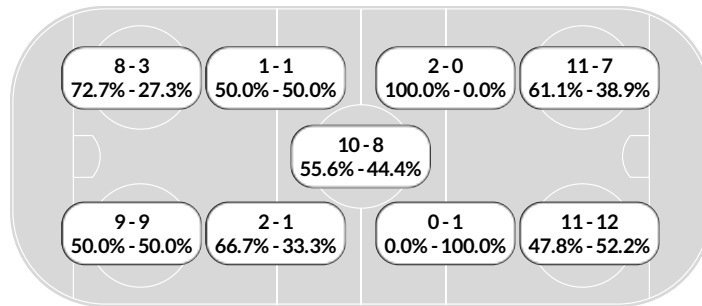 8 - 3
72.7% - 27.3%
1 - 1
50.0% - 50.0%
2 - 0
100.0% - 0.0%
11 - 7
61.1% - 38.9%
10 - 8
55.6% - 44.4%
9 - 9
50.0% - 50.0%
2 - 1
66.7% - 33.3%
0 - 1
0.0% - 100.0%
11 - 12
47.8% - 52.2%